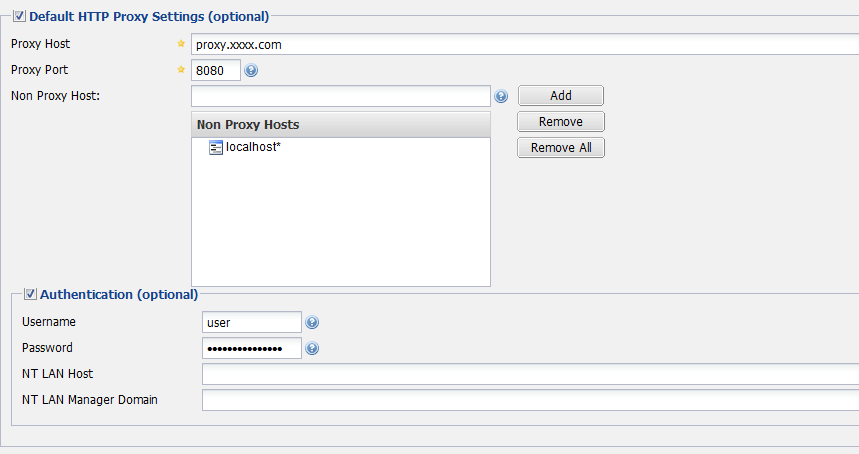 Default HTTP Proxy Settings (optional)
Proxy Host proxy.xxxx.com
Proxy Port 8080
Non Proxy Host: Add
Remove
Remove All
Non Proxy Hosts
localhost*
Authentication (optional)
Username user
Password •••••••••••••••
NT LAN Host
NT LAN Manager Domain